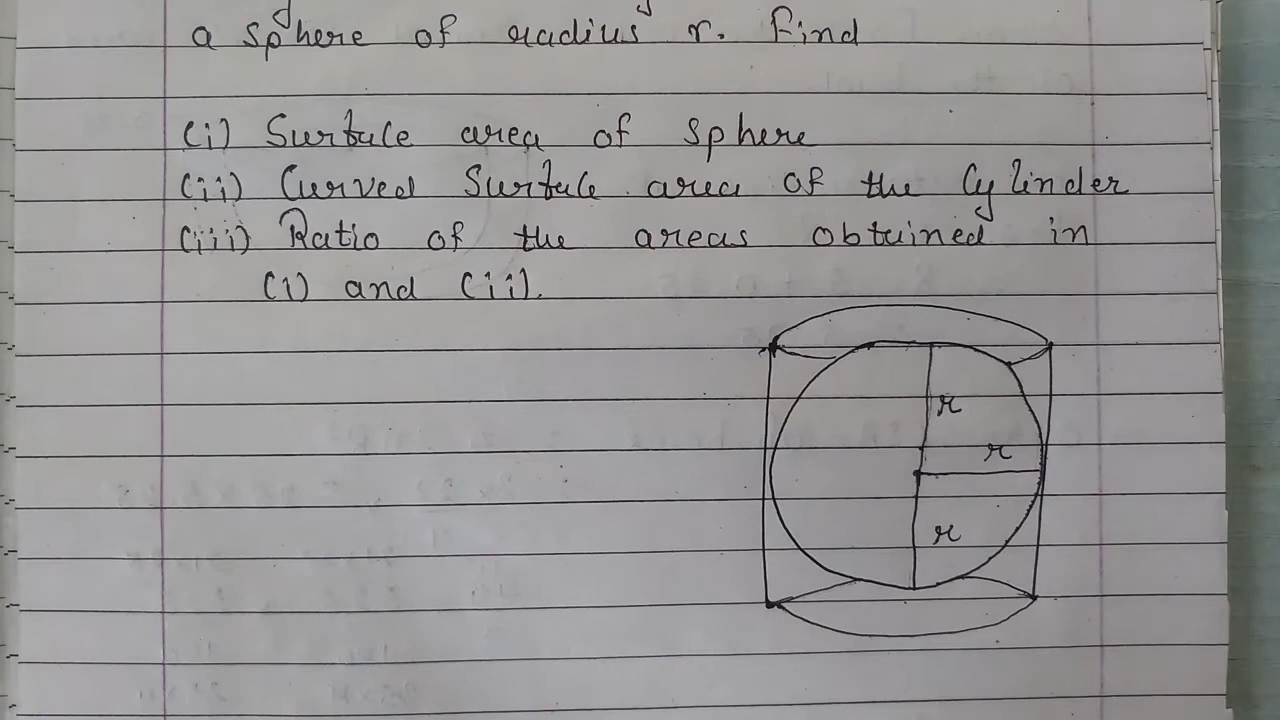 a sphere of radius r. Find
(i) Surface area of sphere
(ii) Curved Surface area of the Cylinder
(iii) Ratio of the areas obtained in
(i) and (ii).
r
r
r